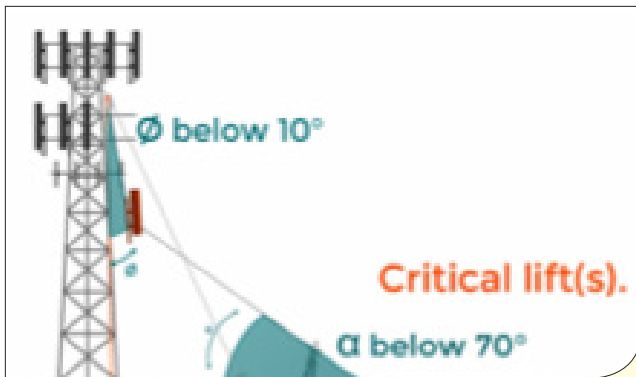 Ø below 10°
ø
Critical lift(s).
α below 70°